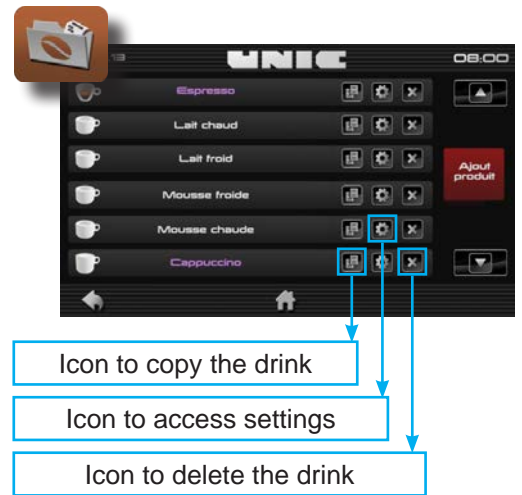 13
UNIC
08:00
Espresso
Lait chaud
Lait froid
Ajout
produit
Mousse froide
Mousse chaude
Cappuccino
Icon to copy the drink
Icon to access settings
Icon to delete the drink